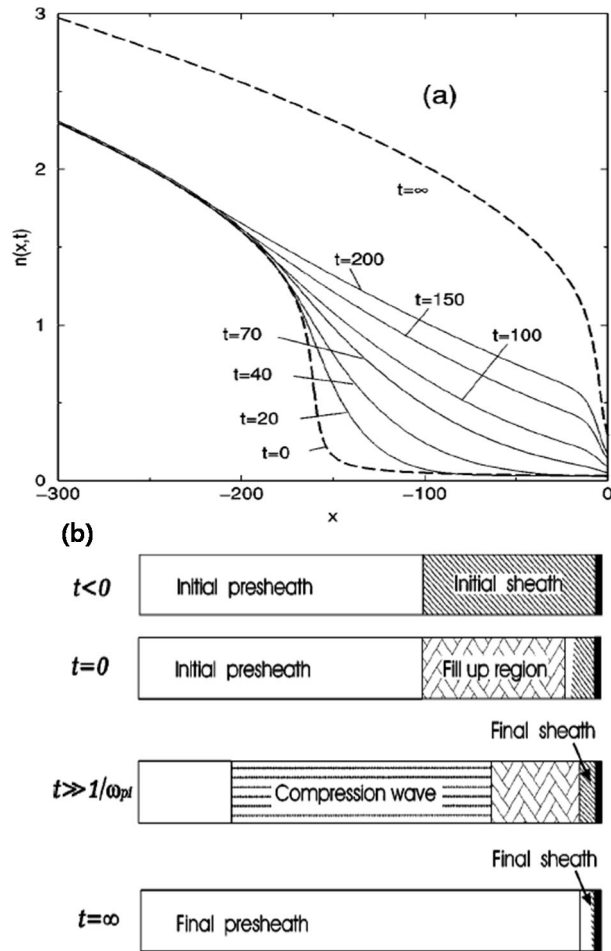 3
(a)
2
n(x,t)
t=∞
t=200
t=150
t=100
1
t=70
t=40
t=20
t=0
0
−300
−200
−100
0
x
(b)
t<0
Initial presheath
Initial sheath
t=0
Initial presheath
Fill up region
Final sheath
t≫1/ωpi
Compression wave
Final sheath
t=∞
Final presheath